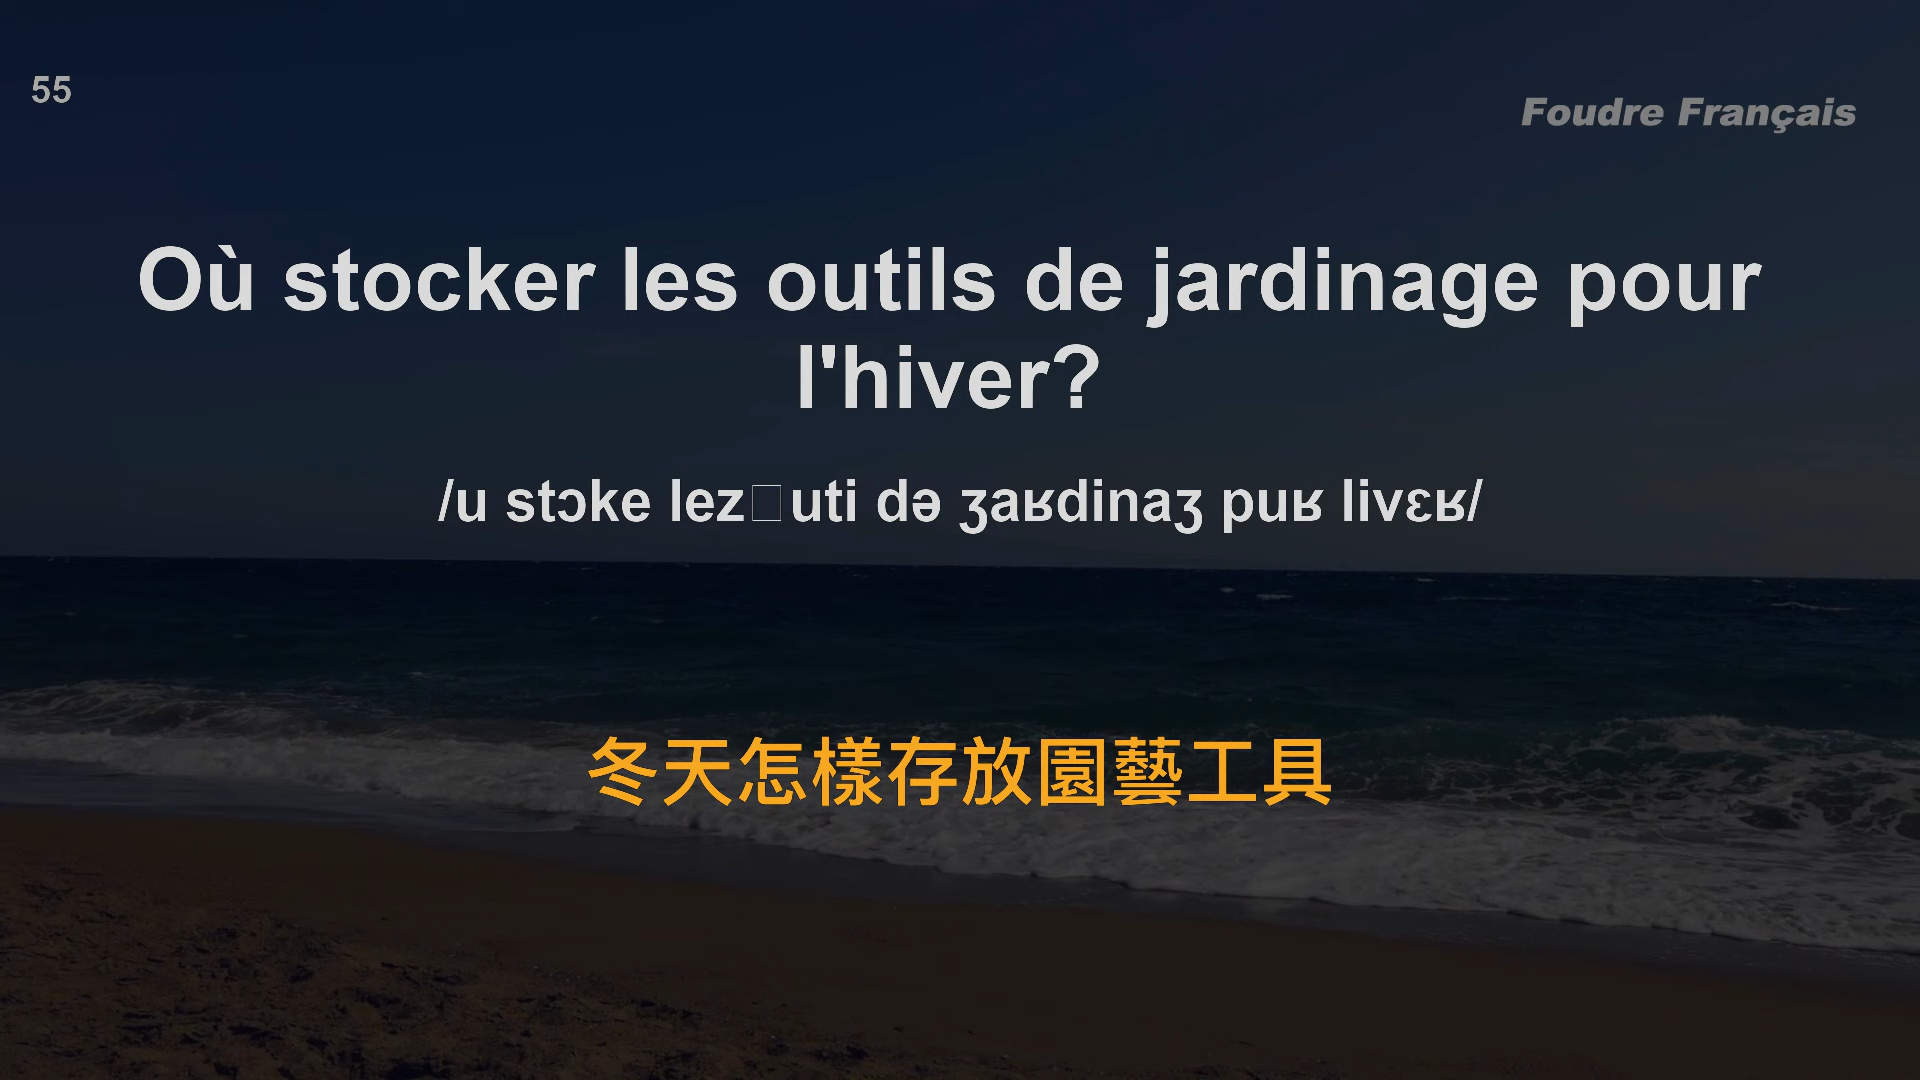 55
Foudre Français
Où stocker les outils de jardinage pour
l'hiver?
/u stɔke lez□uti də ʒaʁdinaʒ puʁ livɛʁ/
冬天怎樣存放園藝工具